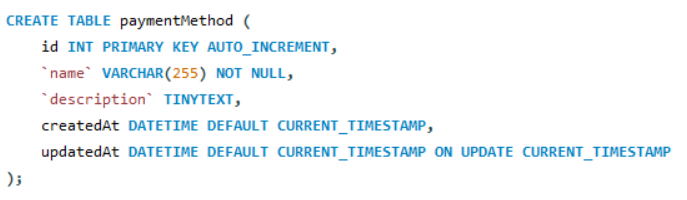 CREATE TABLE paymentMethod (
    id INT PRIMARY KEY AUTO_INCREMENT,
    `name` VARCHAR(255) NOT NULL,
    `description` TINYTEXT,
    createdAt DATETIME DEFAULT CURRENT_TIMESTAMP,
    updatedAt DATETIME DEFAULT CURRENT_TIMESTAMP ON UPDATE CURRENT_TIMESTAMP
);